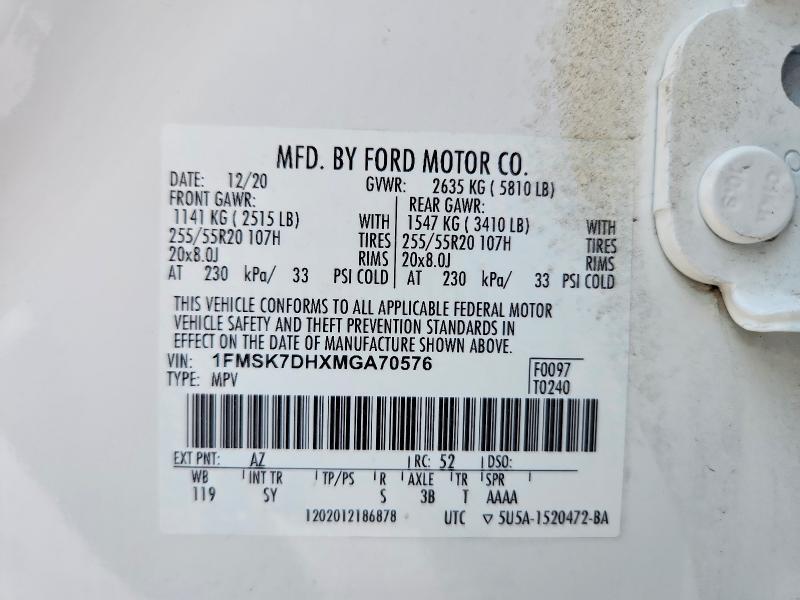 MFD. BY FORD MOTOR CO.
DATE: 12/20 GVWR: 2635 KG ( 5810 LB)
FRONT GAWR: REAR GAWR:
1141 KG ( 2515 LB) WITH 1547 KG ( 3410 LB) WITH
255/55R20 107H TIRES 255/55R20 107H TIRES
20x8.0J RIMS 20x8.0J RIMS
AT 230 kPa/ 33 PSI COLD AT 230 kPa/ 33 PSI COLD
THIS VEHICLE CONFORMS TO ALL APPLICABLE FEDERAL MOTOR
VEHICLE SAFETY AND THEFT PREVENTION STANDARDS IN
EFFECT ON THE DATE OF MANUFACTURE SHOWN ABOVE.
VIN: 1FMSK7DHXMGA70576 F0097
TYPE: MPV T0240
EXT PNT: AZ RC: 52 DSO:
WB INT TR TP/PS R AXLE TR SPR
119 SY S 3B T AAAA
1202012186878 UTC ▽ 5U5A-1520472-BA